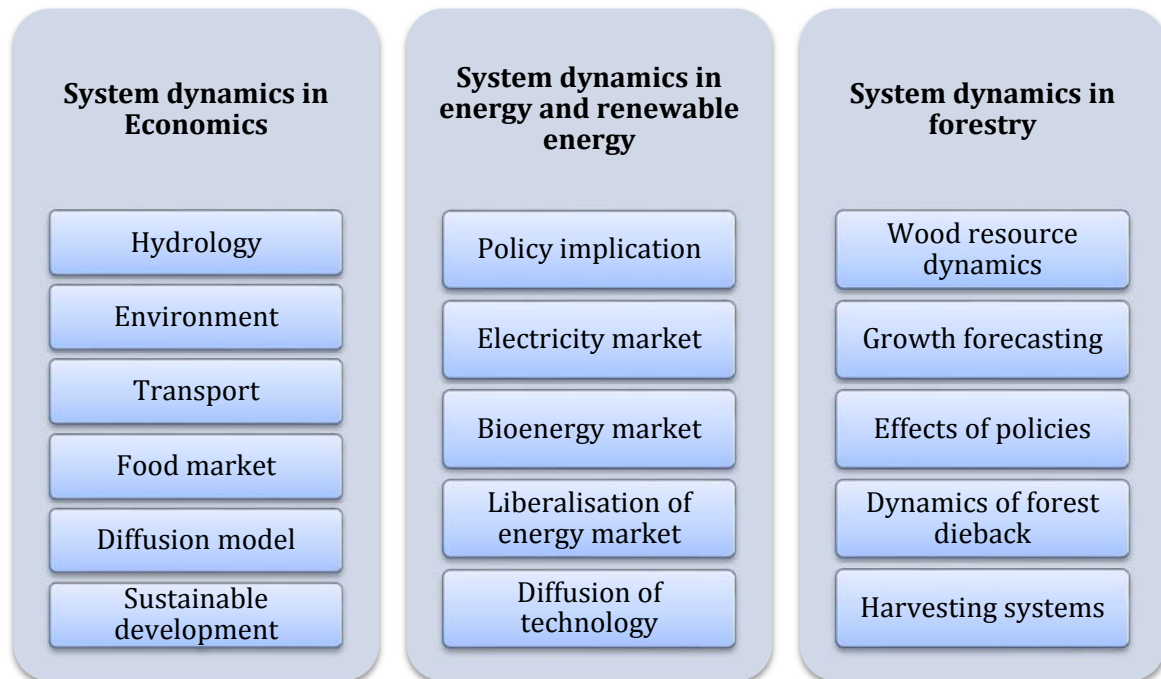 System dynamics in
Economics
Hydrology
Environment
Transport
Food market
Diffusion model
Sustainable
development
System dynamics in
energy and renewable
energy
Policy implication
Electricity market
Bioenergy market
Liberalisation of
energy market
Diffusion of
technology
System dynamics in
forestry
Wood resource
dynamics
Growth forecasting
Effects of policies
Dynamics of forest
dieback
Harvesting systems